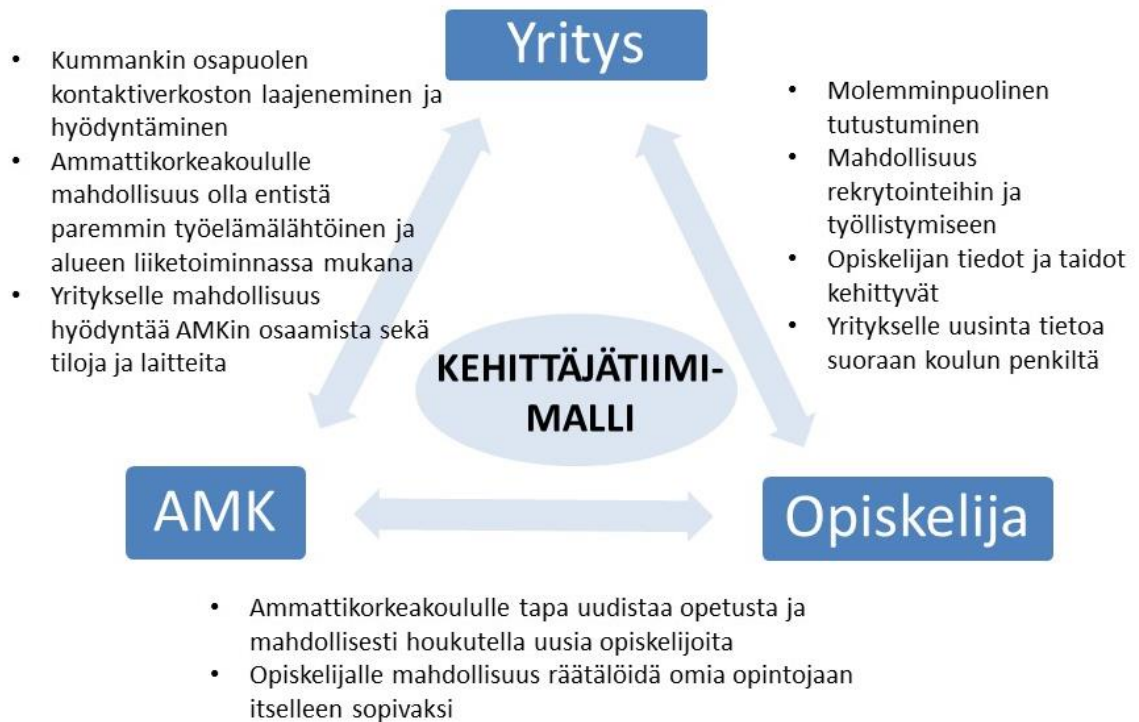 Yritys
• Kummankin osapuolen
kontaktiverkoston laajeneminen ja
hyödyntäminen
• Ammattikorkeakoululle
mahdollisuus olla entistä
paremmin työelämälähtöinen ja
alueen liiketoiminnassa mukana
• Yritykselle mahdollisuus
hyödyntää AMKin osaamista sekä
tiloja ja laitteita
• Molemminpuolinen
tutustuminen
• Mahdollisuus
rekrytointeihin ja
työllistymiseen
• Opiskelijan tiedot ja taidot
kehittyvät
• Yritykselle uusinta tietoa
suoraan koulun penkiltä
KEHITTÄJÄTIIMI-
MALLI
AMK
Opiskelija
• Ammattikorkeakoululle tapa uudistaa opetusta ja
mahdollisesti houkutella uusia opiskelijoita
• Opiskelijalle mahdollisuus räätälöidä omia opintojaan
itselleen sopivaksi